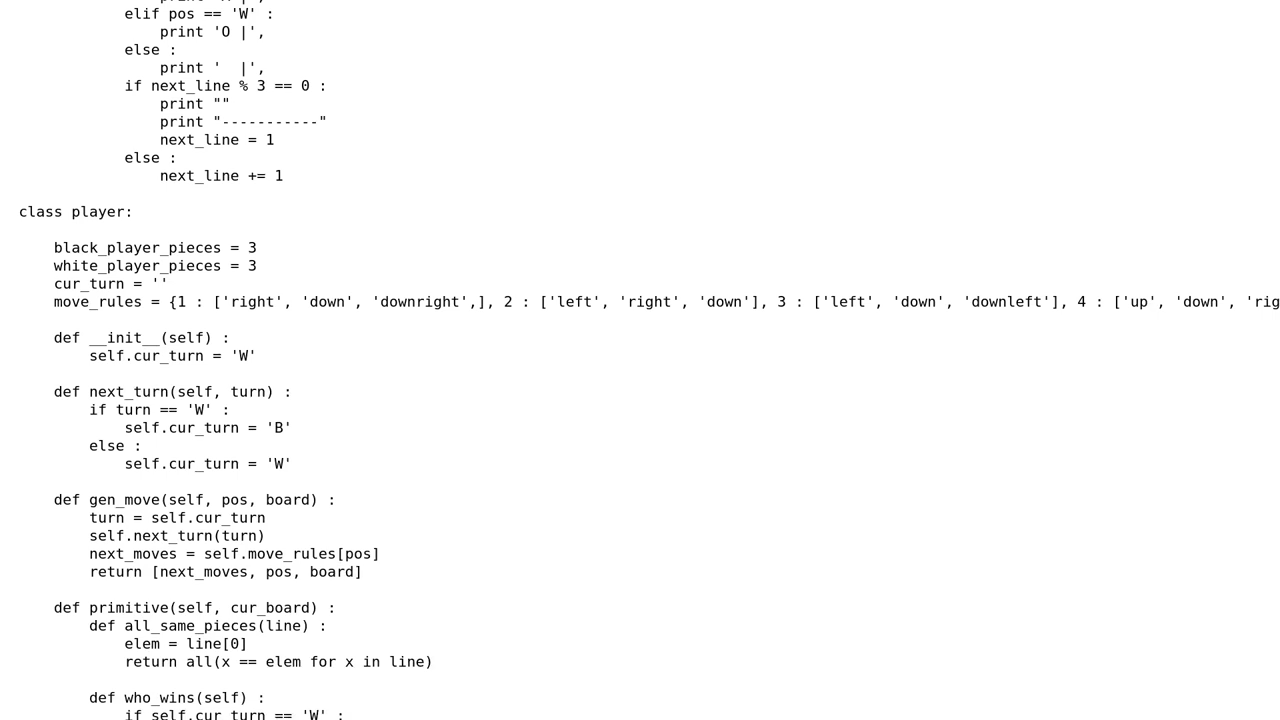 elif pos == 'W' :
                print 'O |',
            else :
                print '  |',
            if next_line % 3 == 0 :
                print ""
                print "-----------"
                next_line = 1
            else :
                next_line += 1

class player:

    black_player_pieces = 3
    white_player_pieces = 3
    cur_turn = ''
    move_rules = {1 : ['right', 'down', 'downright',], 2 : ['left', 'right', 'down'], 3 : ['left', 'down', 'downleft'], 4 : ['up', 'down', 'rig

    def __init__(self) :
        self.cur_turn = 'W'

    def next_turn(self, turn) :
        if turn == 'W' :
            self.cur_turn = 'B'
        else :
            self.cur_turn = 'W'

    def gen_move(self, pos, board) :
        turn = self.cur_turn
        self.next_turn(turn)
        next_moves = self.move_rules[pos]
        return [next_moves, pos, board]

    def primitive(self, cur_board) :
        def all_same_pieces(line) :
            elem = line[0]
            return all(x == elem for x in line)

        def who_wins(self) :
            if self.cur_turn == 'W' :